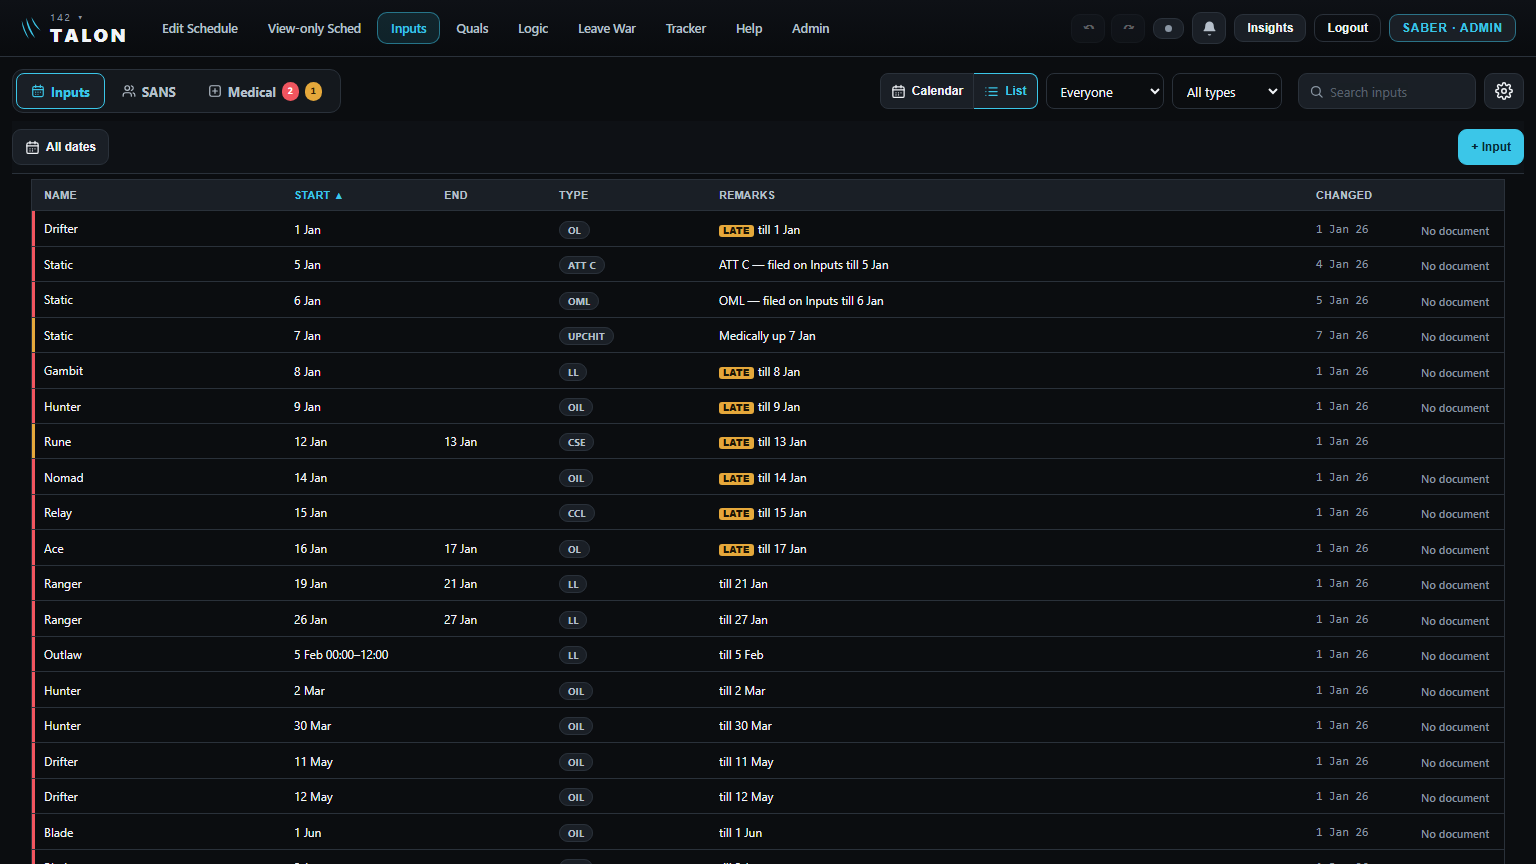 142
TALON
Edit Schedule View-only Sched Inputs Quals Logic Leave War Tracker Help Admin
Insights Logout SABER · ADMIN
Inputs SANS Medical 2 1
Calendar List Everyone All types Search inputs
All dates
+ Input
NAME START ▲ END TYPE REMARKS CHANGED
Drifter 1 Jan OL LATE till 1 Jan 1 Jan 26 No document
Static 5 Jan ATT C ATT C — filed on Inputs till 5 Jan 4 Jan 26 No document
Static 6 Jan OML OML — filed on Inputs till 6 Jan 5 Jan 26 No document
Static 7 Jan UPCHIT Medically up 7 Jan 7 Jan 26 No document
Gambit 8 Jan LL LATE till 8 Jan 1 Jan 26 No document
Hunter 9 Jan OIL LATE till 9 Jan 1 Jan 26 No document
Rune 12 Jan 13 Jan CSE LATE till 13 Jan 1 Jan 26
Nomad 14 Jan OIL LATE till 14 Jan 1 Jan 26 No document
Relay 15 Jan CCL LATE till 15 Jan 1 Jan 26 No document
Ace 16 Jan 17 Jan OL LATE till 17 Jan 1 Jan 26 No document
Ranger 19 Jan 21 Jan LL till 21 Jan 1 Jan 26 No document
Ranger 26 Jan 27 Jan LL till 27 Jan 1 Jan 26 No document
Outlaw 5 Feb 00:00–12:00 LL till 5 Feb 1 Jan 26 No document
Hunter 2 Mar OIL till 2 Mar 1 Jan 26 No document
Hunter 30 Mar OIL till 30 Mar 1 Jan 26 No document
Drifter 11 May OIL till 11 May 1 Jan 26 No document
Drifter 12 May OIL till 12 May 1 Jan 26 No document
Blade 1 Jun OIL till 1 Jun 1 Jan 26 No document